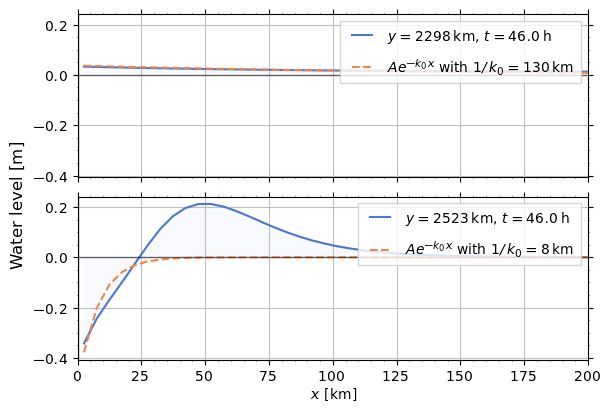 0.2
0.0
−0.2
−0.4
y = 2298 km, t = 46.0 h
Ae^{−k₀x} with 1/k₀ = 130 km
Water level [m]
0.2
0.0
−0.2
−0.4
y = 2523 km, t = 46.0 h
Ae^{−k₀x} with 1/k₀ = 8 km
0 25 50 75 100 125 150 175 200
x [km]